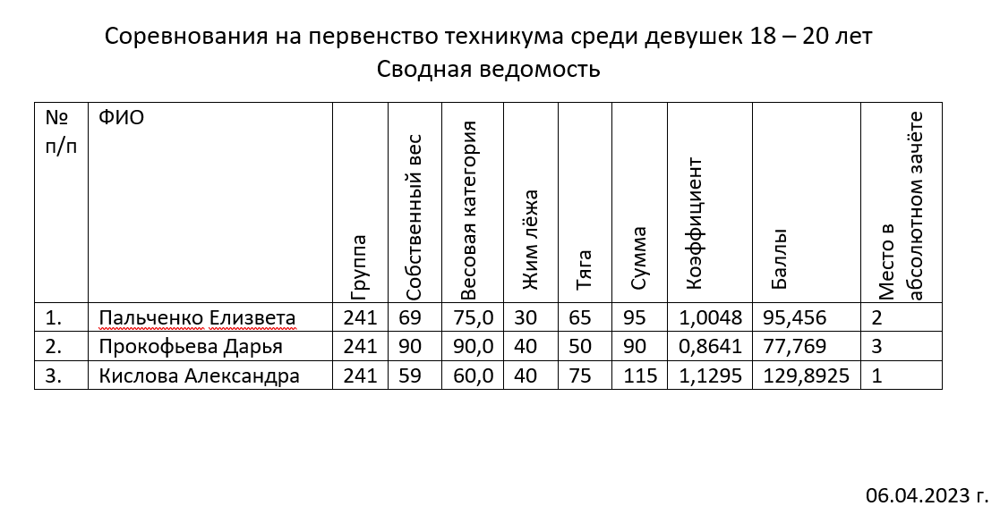 Соревнования на первенство техникума среди девушек 18 – 20 лет
Сводная ведомость
№ п/п ФИО Группа Собственный вес Весовая категория Жим лёжа Тяга Сумма Коэффициент Баллы Место в абсолютном зачёте
1. Пальченко Елизвета 241 69 75,0 30 65 95 1,0048 95,456 2
2. Прокофьева Дарья 241 90 90,0 40 50 90 0,8641 77,769 3
3. Кислова Александра 241 59 60,0 40 75 115 1,1295 129,8925 1
06.04.2023 г.